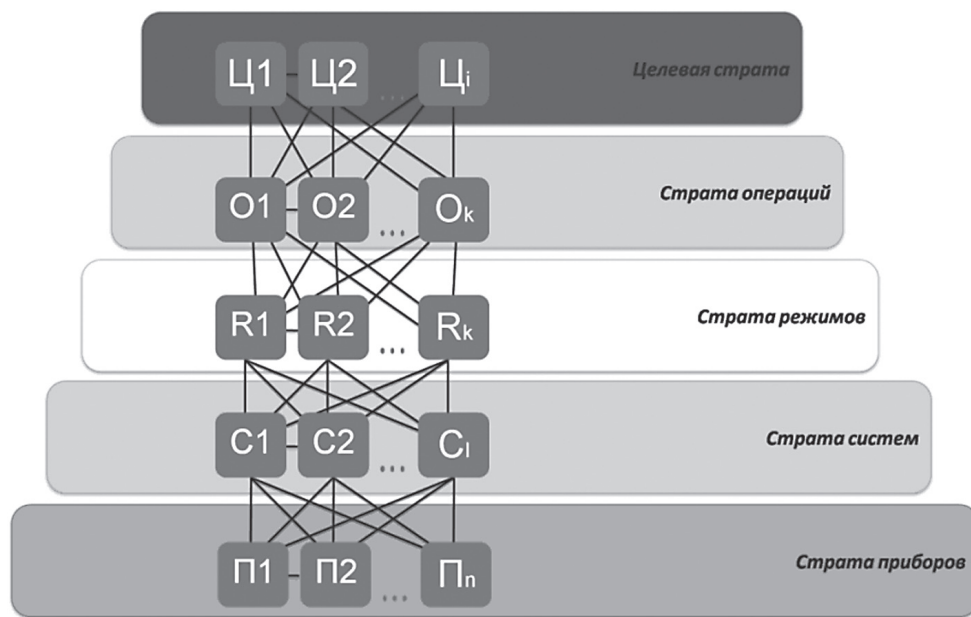 Ц1 Ц2 ... Цi Целевая страта
О1 О2 ... Оk Страта операций
R1 R2 ... Rk Страта режимов
С1 С2 ... Сl Страта систем
П1 П2 ... Пn Страта приборов